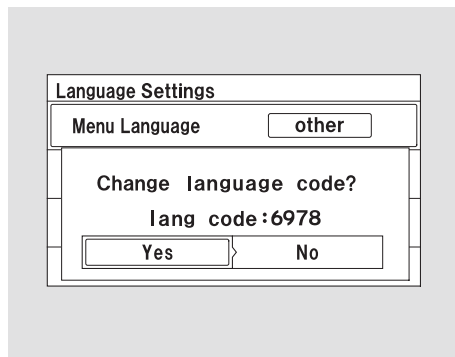 Language Settings
Menu Language other
Change language code?
lang code:6978
Yes No